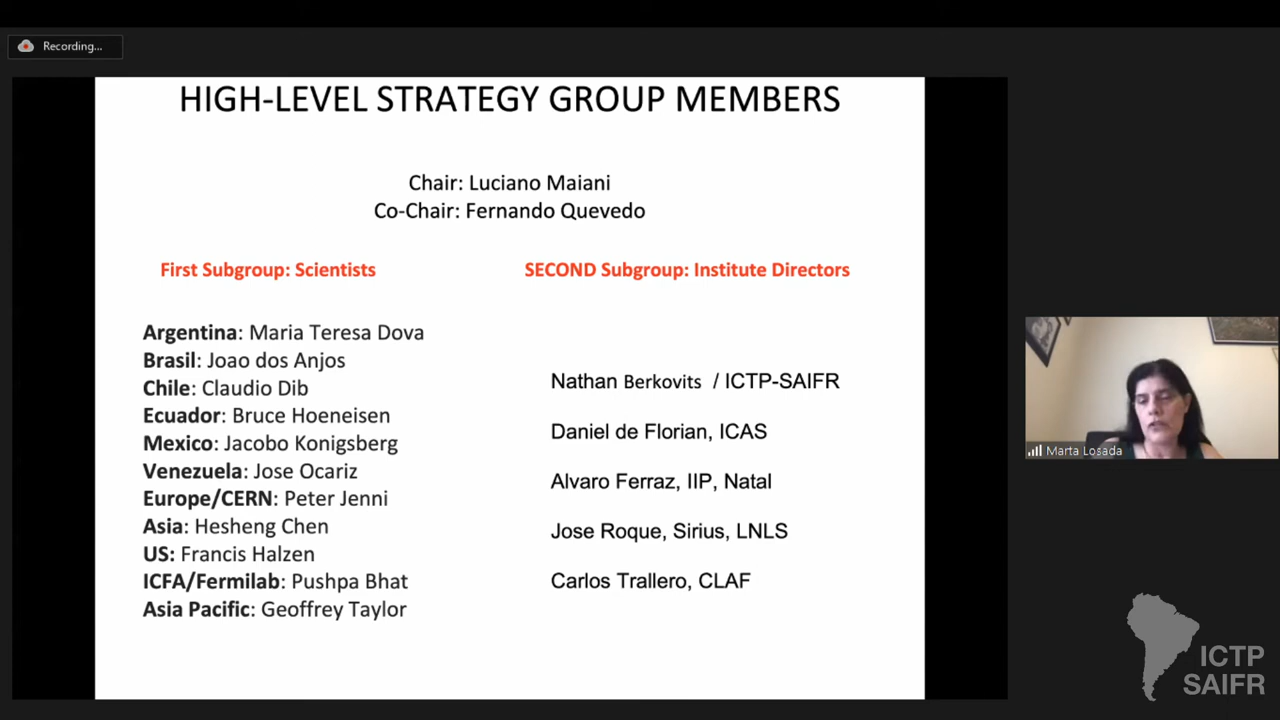 Recording...
HIGH-LEVEL STRATEGY GROUP MEMBERS
Chair: Luciano Maiani
Co-Chair: Fernando Quevedo
First Subgroup: Scientists
Argentina: Maria Teresa Dova
Brasil: Joao dos Anjos
Chile: Claudio Dib
Ecuador: Bruce Hoeneisen
Mexico: Jacobo Konigsberg
Venezuela: Jose Ocariz
Europe/CERN: Peter Jenni
Asia: Hesheng Chen
US: Francis Halzen
ICFA/Fermilab: Pushpa Bhat
Asia Pacific: Geoffrey Taylor
SECOND Subgroup: Institute Directors
Nathan Berkovits / ICTP-SAIFR
Daniel de Florian, ICAS
Alvaro Ferraz, IIP, Natal
Jose Roque, Sirius, LNLS
Carlos Trallero, CLAF
Marta Losada
ICTP
SAIFR